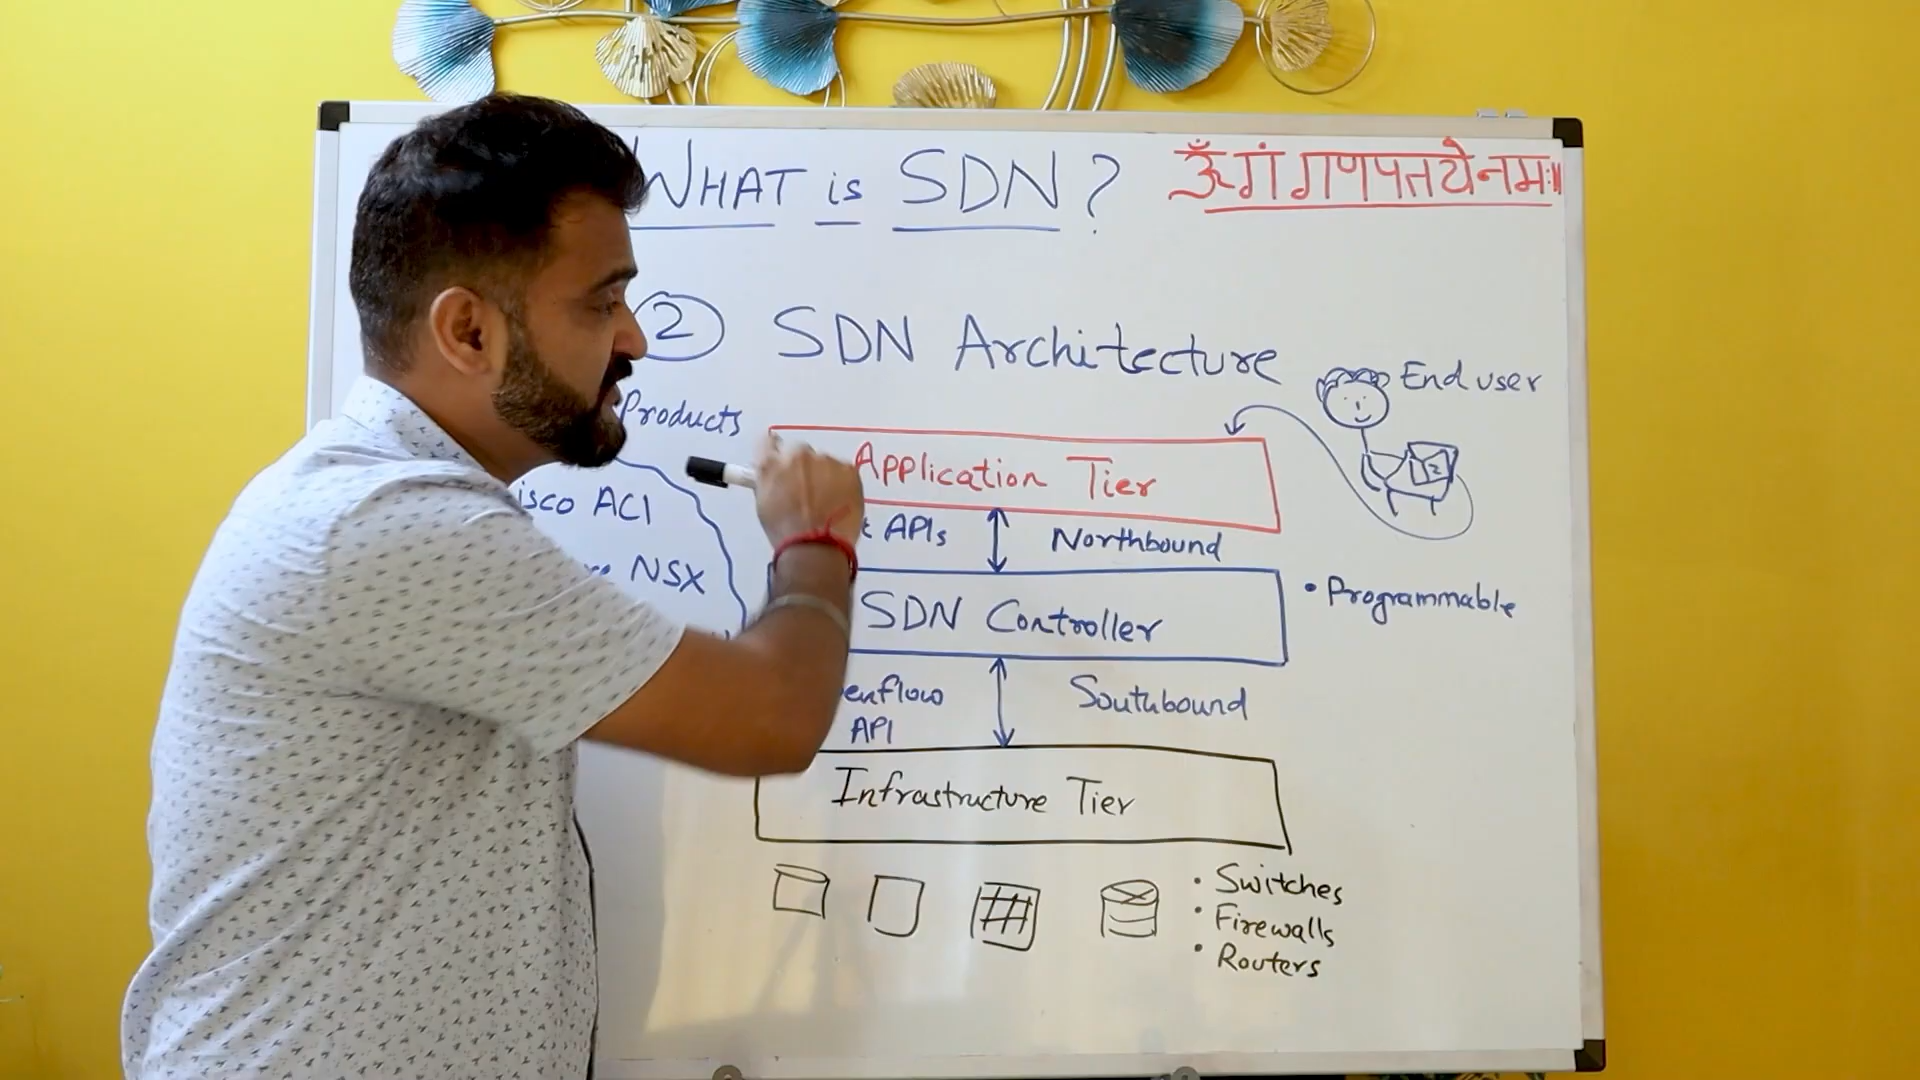 WHAT is SDN?
ॐ गं गणपतये नमः॥
2 SDN Architecture
End user
Products
Application Tier
isco ACI
APIs
Northbound
NSX
• Programmable
SDN Controller
enflow
API
Southbound
Infrastructure Tier
• Switches
• Firewalls
• Routers